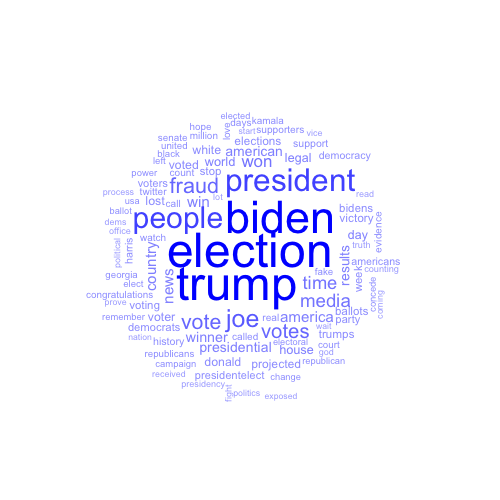 elected
hope days kamala
senate million love start supporters vice
united white american elections support
black
left voted world won legal democracy
power count stop
process voters twitter fraud president read
usa lost call win lot bidens
ballot people biden victory
dems
office watch day evidence
political harris country election results truth
americans
georgia news trump time fake week counting
elect
congratulations media concede coming
prove voting joe real america ballots
remember voter vote votes wait party
democrats winner called electoral trumps
nation history presidential house court
republicans god
campaign donald projected republican
received presidentelect change
presidency
fight politics exposed